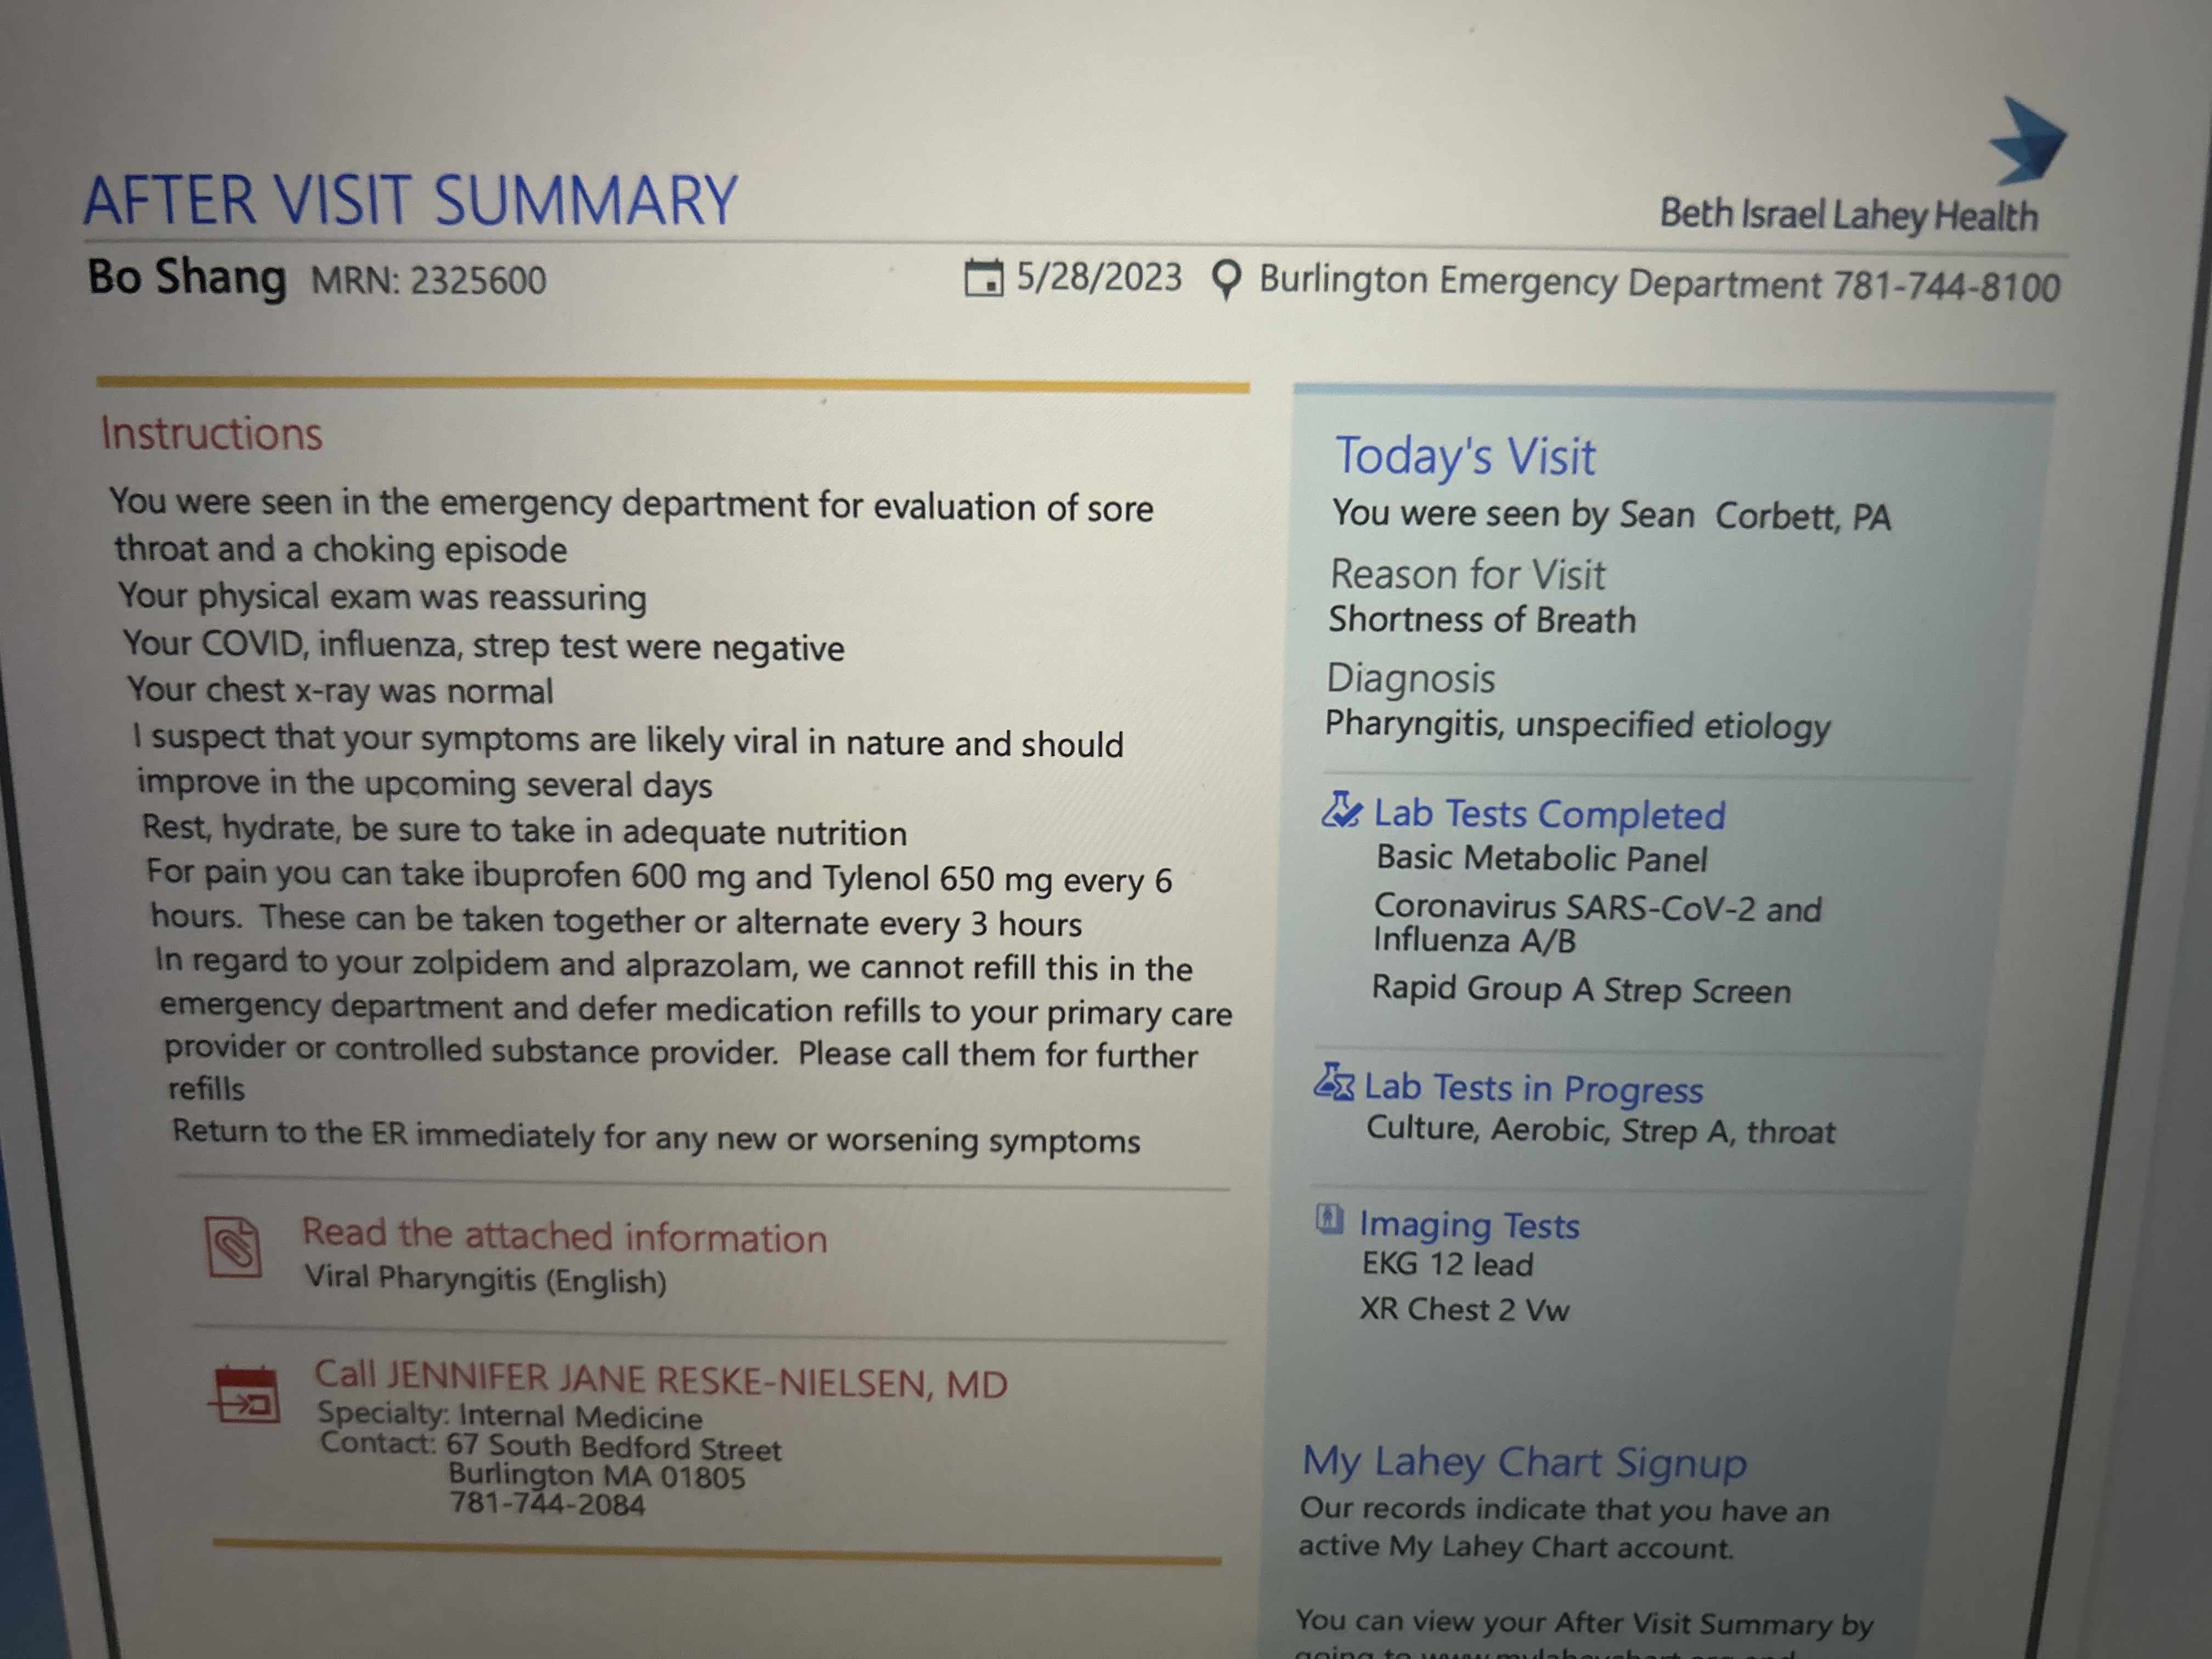 Beth Israel Lahey Health
AFTER VISIT SUMMARY
Bo Shang MRN: 2325600
5/28/2023 Burlington Emergency Department 781-744-8100
Instructions
You were seen in the emergency department for evaluation of sore
throat and a choking episode
Your physical exam was reassuring
Your COVID, influenza, strep test were negative
Your chest x-ray was normal
I suspect that your symptoms are likely viral in nature and should
improve in the upcoming several days
Rest, hydrate, be sure to take in adequate nutrition
For pain you can take ibuprofen 600 mg and Tylenol 650 mg every 6
hours. These can be taken together or alternate every 3 hours
In regard to your zolpidem and alprazolam, we cannot refill this in the
emergency department and defer medication refills to your primary care
provider or controlled substance provider. Please call them for further
refills
Return to the ER immediately for any new or worsening symptoms
Read the attached information
Viral Pharyngitis (English)
Call JENNIFER JANE RESKE-NIELSEN, MD
Specialty: Internal Medicine
Contact: 67 South Bedford Street
Burlington MA 01805
781-744-2084
Today's Visit
You were seen by Sean Corbett, PA
Reason for Visit
Shortness of Breath
Diagnosis
Pharyngitis, unspecified etiology
Lab Tests Completed
Basic Metabolic Panel
Coronavirus SARS-CoV-2 and
Influenza A/B
Rapid Group A Strep Screen
Lab Tests in Progress
Culture, Aerobic, Strep A, throat
Imaging Tests
EKG 12 lead
XR Chest 2 Vw
My Lahey Chart Signup
Our records indicate that you have an
active My Lahey Chart account.
You can view your After Visit Summary by